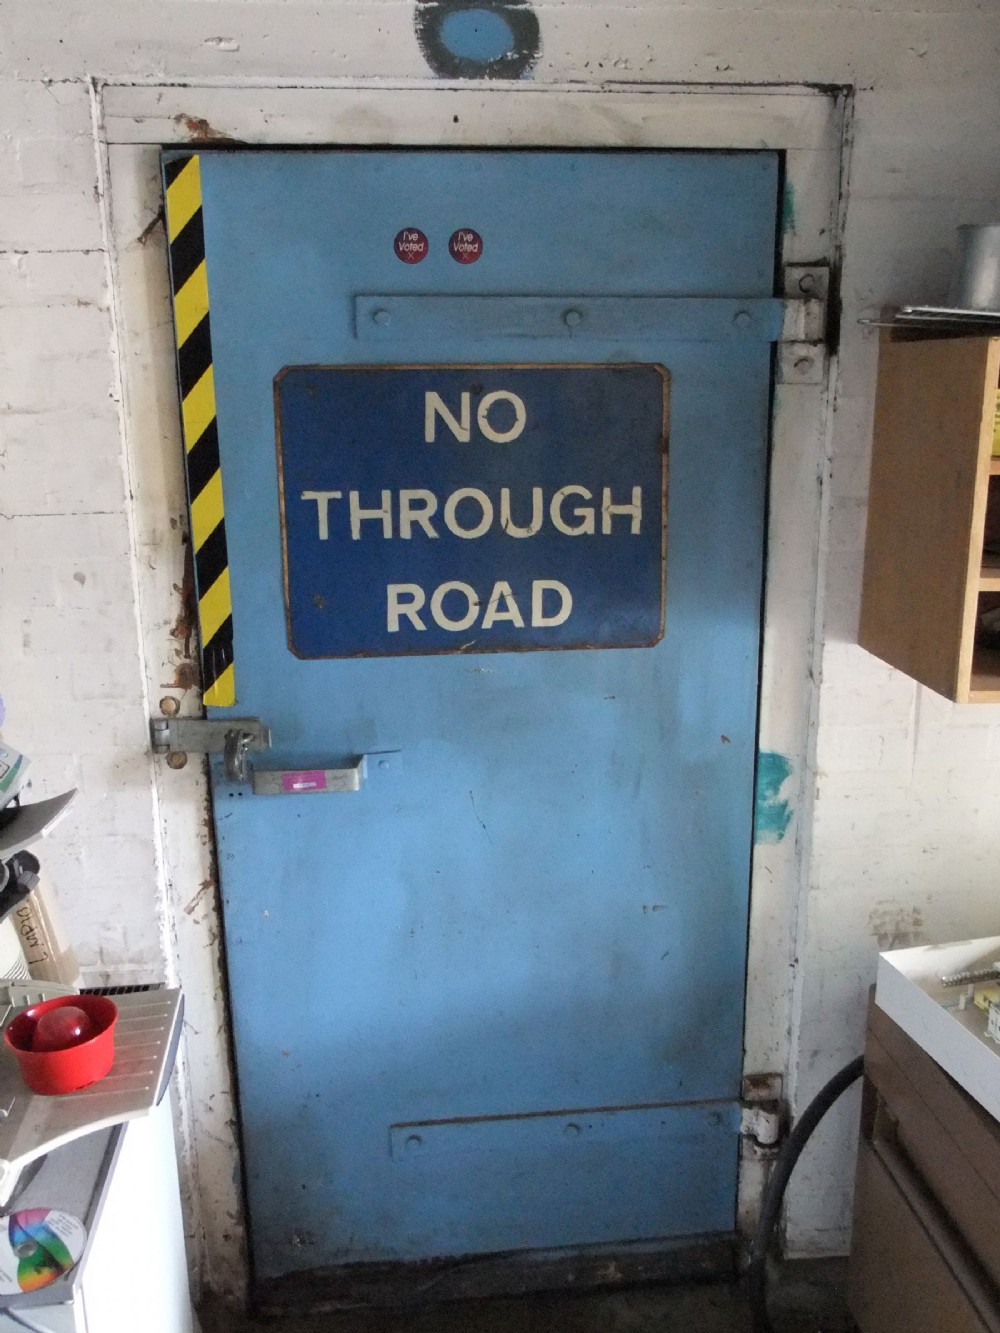 I've
Voted
X
I've
Voted
X
NO
THROUGH
ROAD